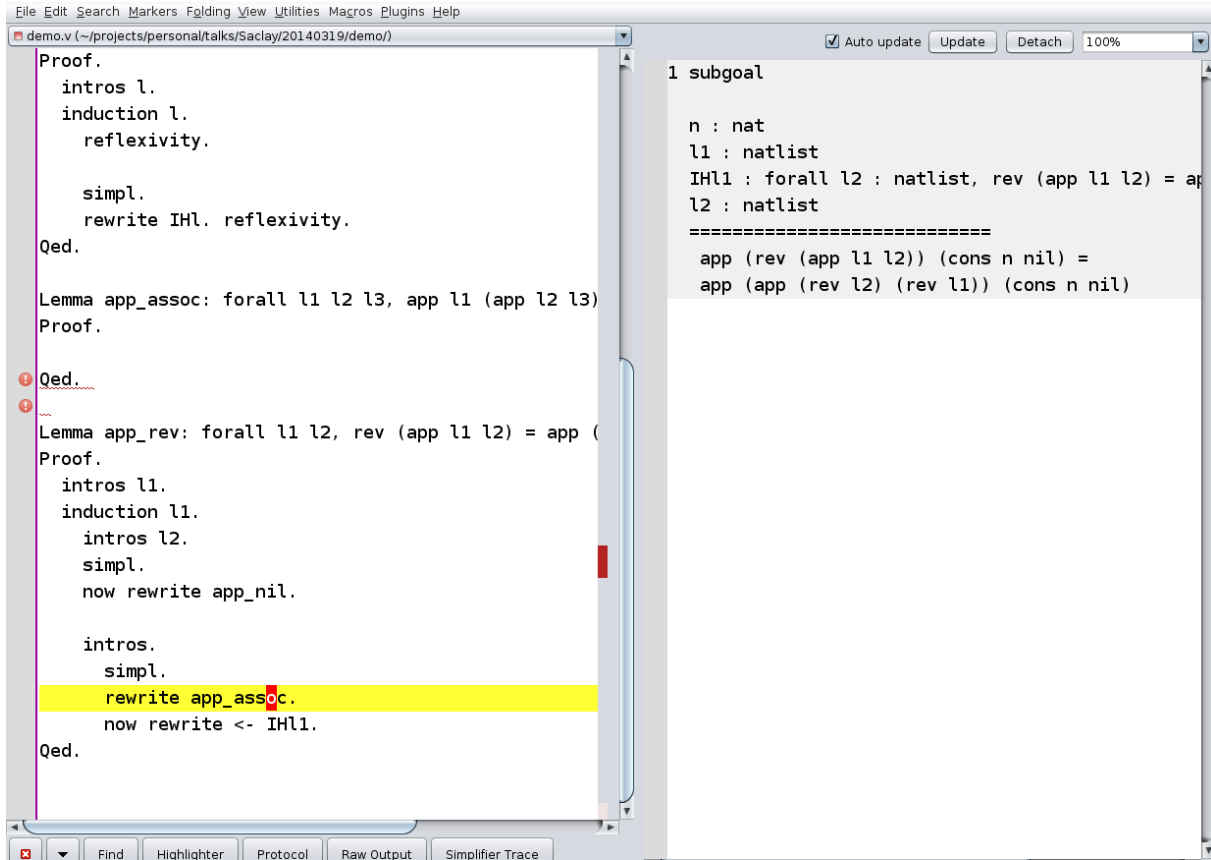 File Edit Search Markers Folding View Utilities Macros Plugins Help
demo.v (~/projects/personal/talks/Saclay/20140319/demo/)
Proof.
intros l.
induction l.
reflexivity.
simpl.
rewrite IHl. reflexivity.
Qed.
Lemma app_assoc: forall l1 l2 l3, app l1 (app l2 l3)
Proof.
Qed.
Lemma app_rev: forall l1 l2, rev (app l1 l2) = app (
Proof.
intros l1.
induction l1.
intros l2.
simpl.
now rewrite app_nil.
intros.
simpl.
rewrite app_assoc.
now rewrite <- IHl1.
Qed.
Find Highlighter Protocol Raw Output Simplifier Trace
Auto update Update Detach 100%
1 subgoal
n : nat
l1 : natlist
IHl1 : forall l2 : natlist, rev (app l1 l2) = ap
l2 : natlist
============================
app (rev (app l1 l2)) (cons n nil) =
app (app (rev l2) (rev l1)) (cons n nil)